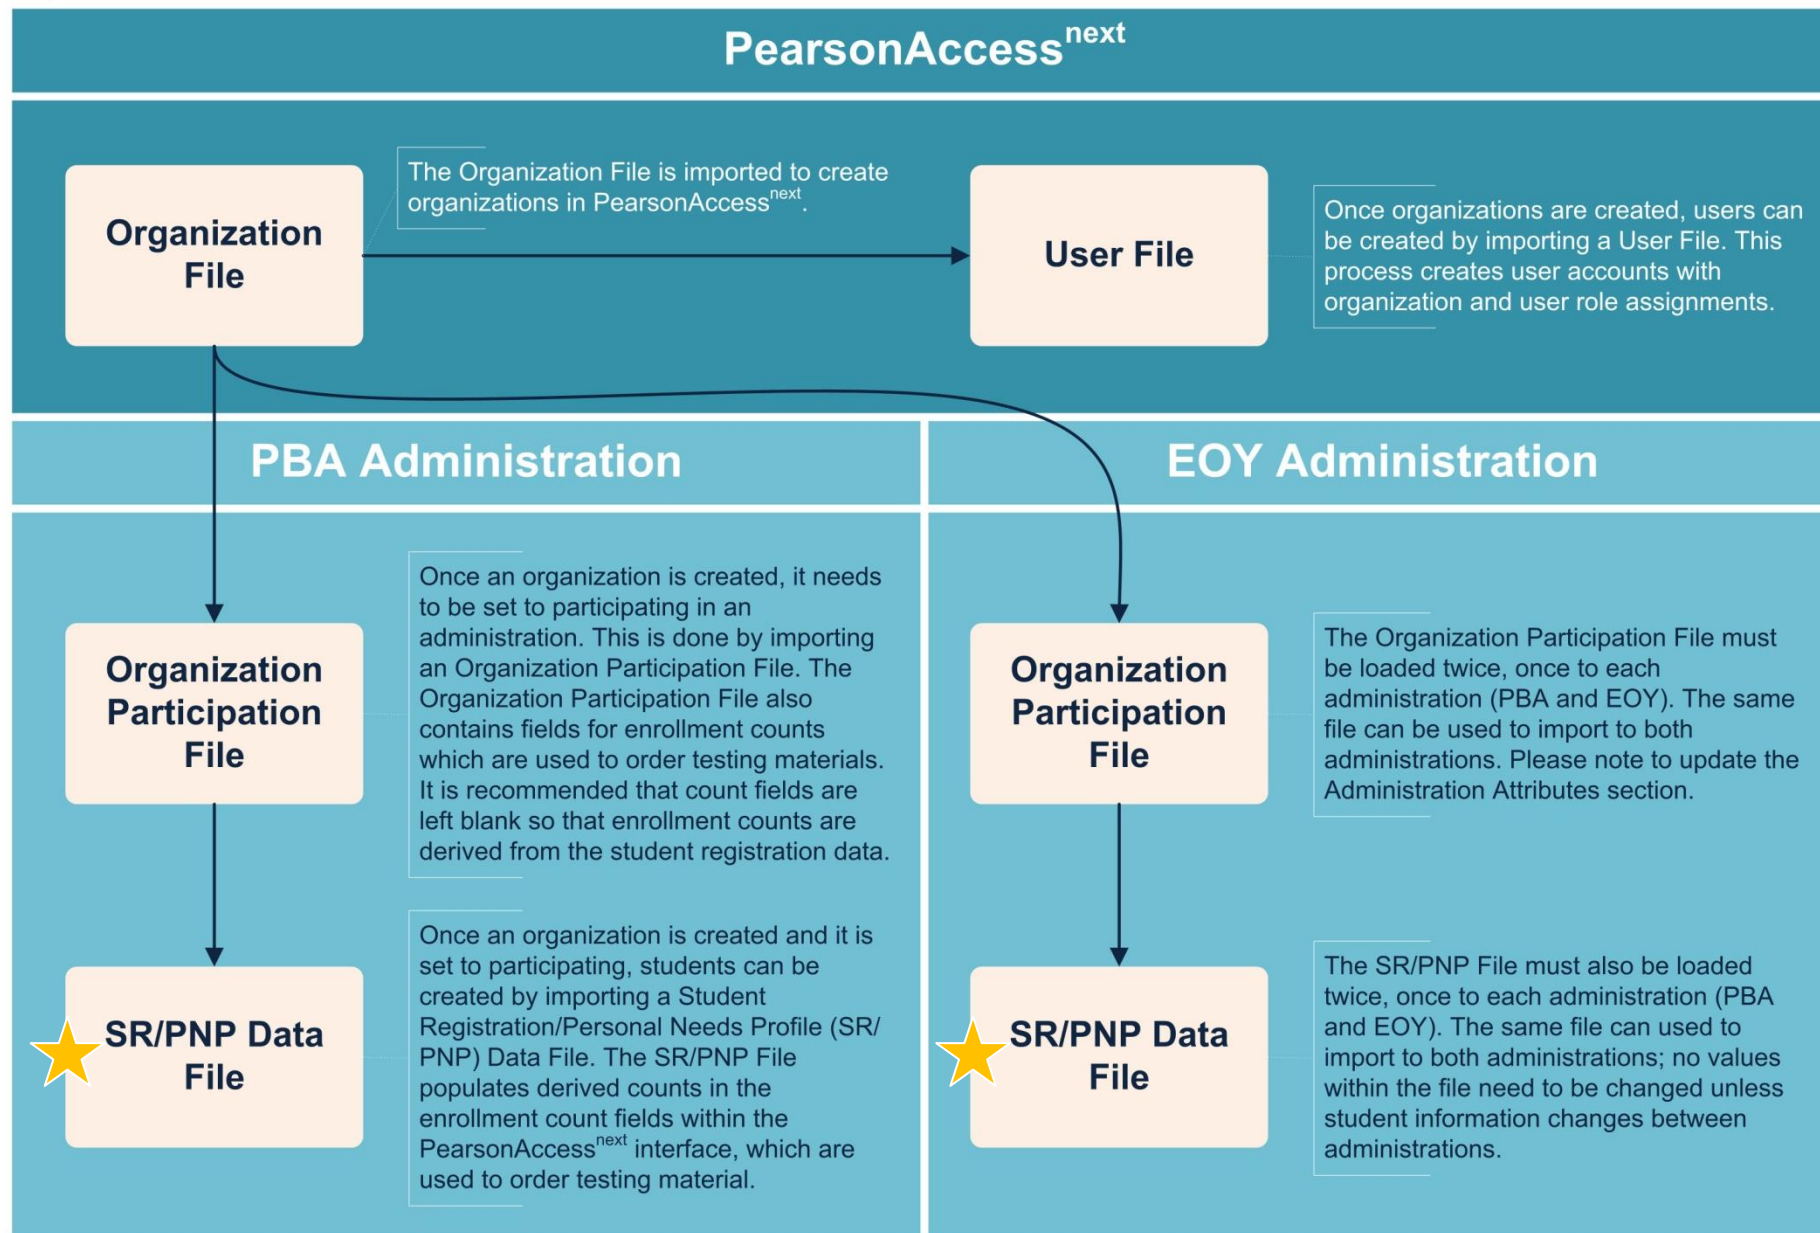 PearsonAccessnext
Organization
File
The Organization File is imported to create
organizations in PearsonAccessnext.
User File
Once organizations are created, users can
be created by importing a User File. This
process creates user accounts with
organization and user role assignments.
PBA Administration
Organization
Participation
File
Once an organization is created, it needs
to be set to participating in an
administration. This is done by importing
an Organization Participation File. The
Organization Participation File also
contains fields for enrollment counts
which are used to order testing materials.
It is recommended that count fields are
left blank so that enrollment counts are
derived from the student registration data.
SR/PNP Data
File
Once an organization is created and it is
set to participating, students can be
created by importing a Student
Registration/Personal Needs Profile (SR/
PNP) Data File. The SR/PNP File
populates derived counts in the
enrollment count fields within the
PearsonAccessnext interface, which are
used to order testing material.
EOY Administration
Organization
Participation
File
The Organization Participation File must
be loaded twice, once to each
administration (PBA and EOY). The same
file can be used to import to both
administrations. Please note to update the
Administration Attributes section.
SR/PNP Data
File
The SR/PNP File must also be loaded
twice, once to each administration (PBA
and EOY). The same file can used to
import to both administrations; no values
within the file need to be changed unless
student information changes between
administrations.